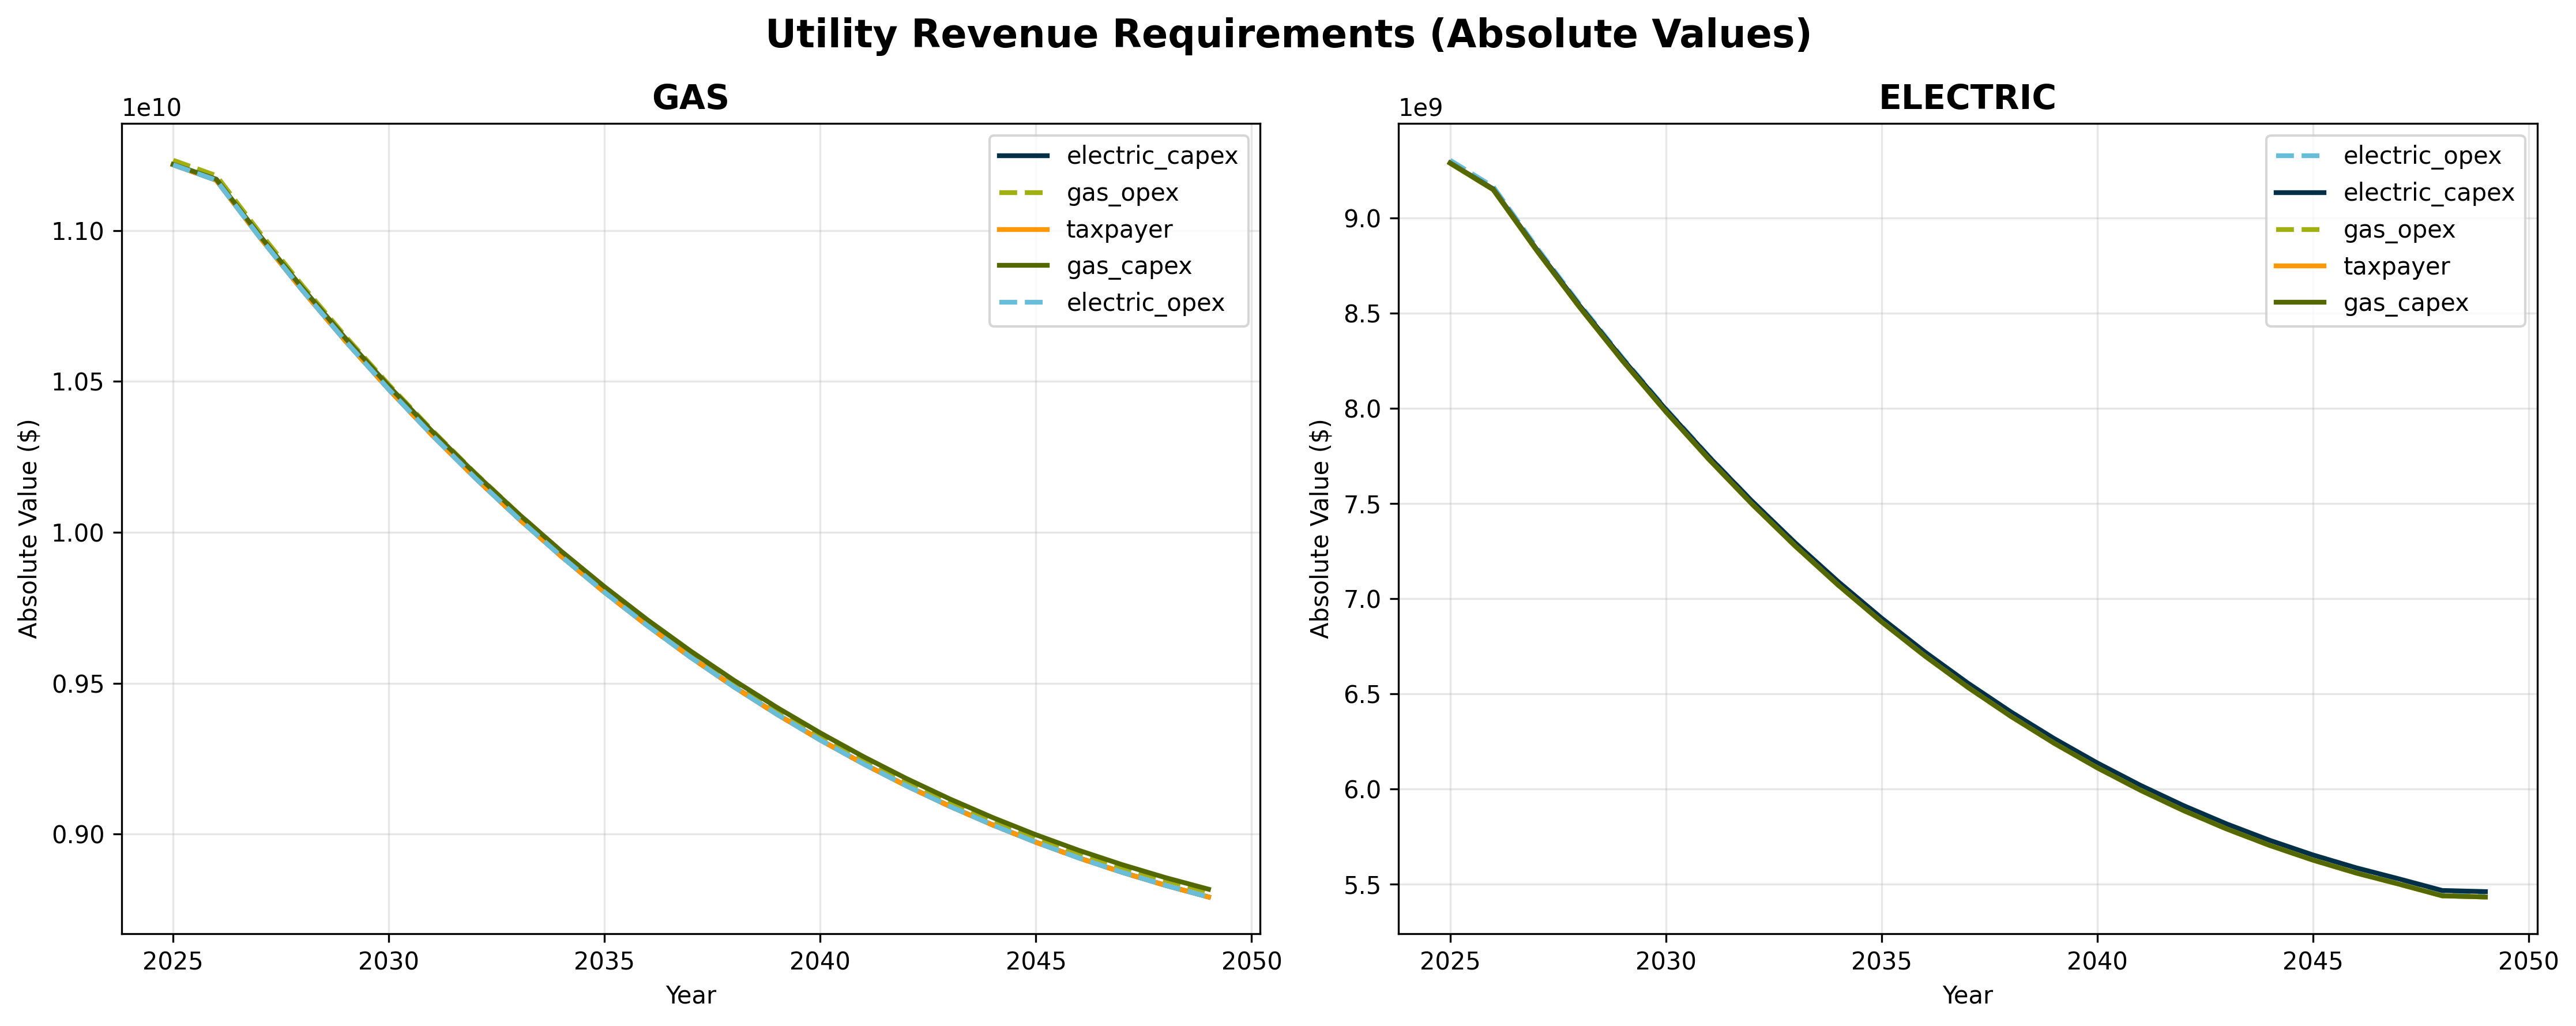 Utility Revenue Requirements (Absolute Values)
GAS
1e10
1.10
1.05
1.00
0.95
0.90
Absolute Value ($)
2025
2030
2035
2040
2045
2050
Year
electric_capex
gas_opex
taxpayer
gas_capex
electric_opex
ELECTRIC
1e9
9.0
8.5
8.0
7.5
7.0
6.5
6.0
5.5
Absolute Value ($)
2025
2030
2035
2040
2045
2050
Year
electric_opex
electric_capex
gas_opex
taxpayer
gas_capex